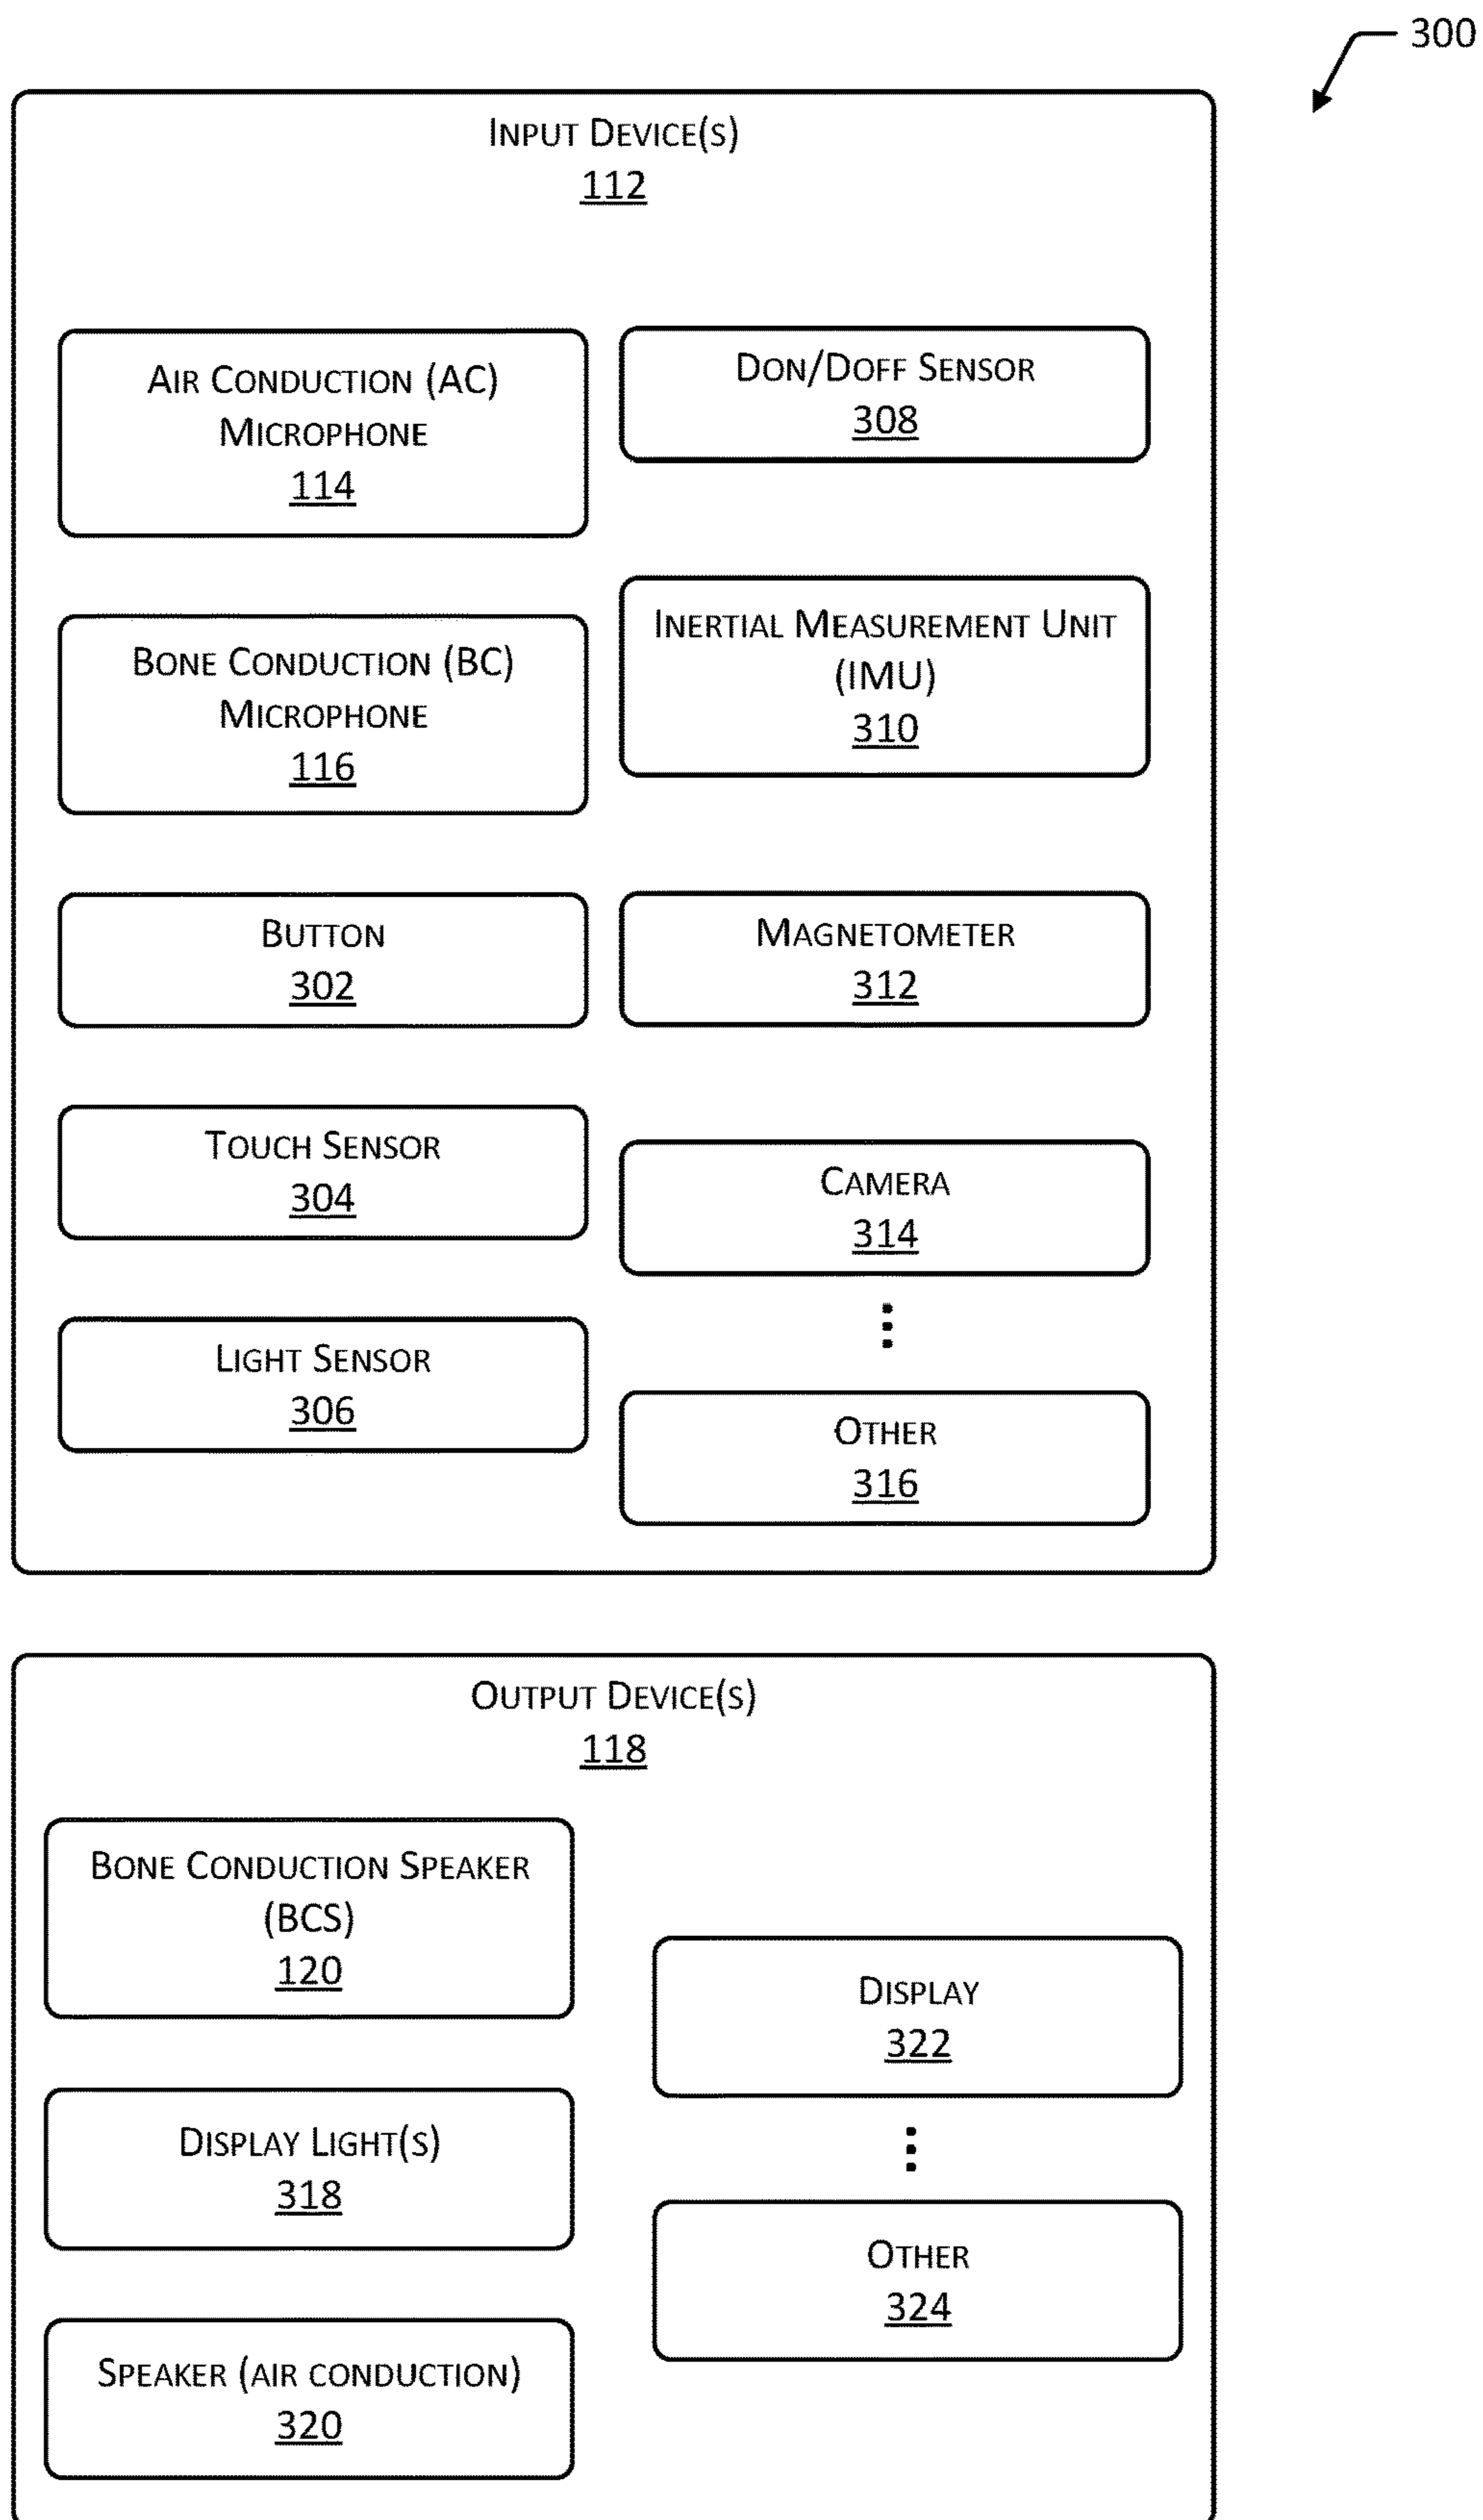 300
INPUT DEVICE(S)
112
AIR CONDUCTION (AC)
MICROPHONE
114
BONE CONDUCTION (BC)
MICROPHONE
116
BUTTON
302
TOUCH SENSOR
304
LIGHT SENSOR
306
DON/DOFF SENSOR
308
INERTIAL MEASUREMENT UNIT
(IMU)
310
MAGNETOMETER
312
CAMERA
314
OTHER
316
OUTPUT DEVICE(S)
118
BONE CONDUCTION SPEAKER
(BCS)
120
DISPLAY LIGHT(S)
318
SPEAKER (AIR CONDUCTION)
320
DISPLAY
322
OTHER
324